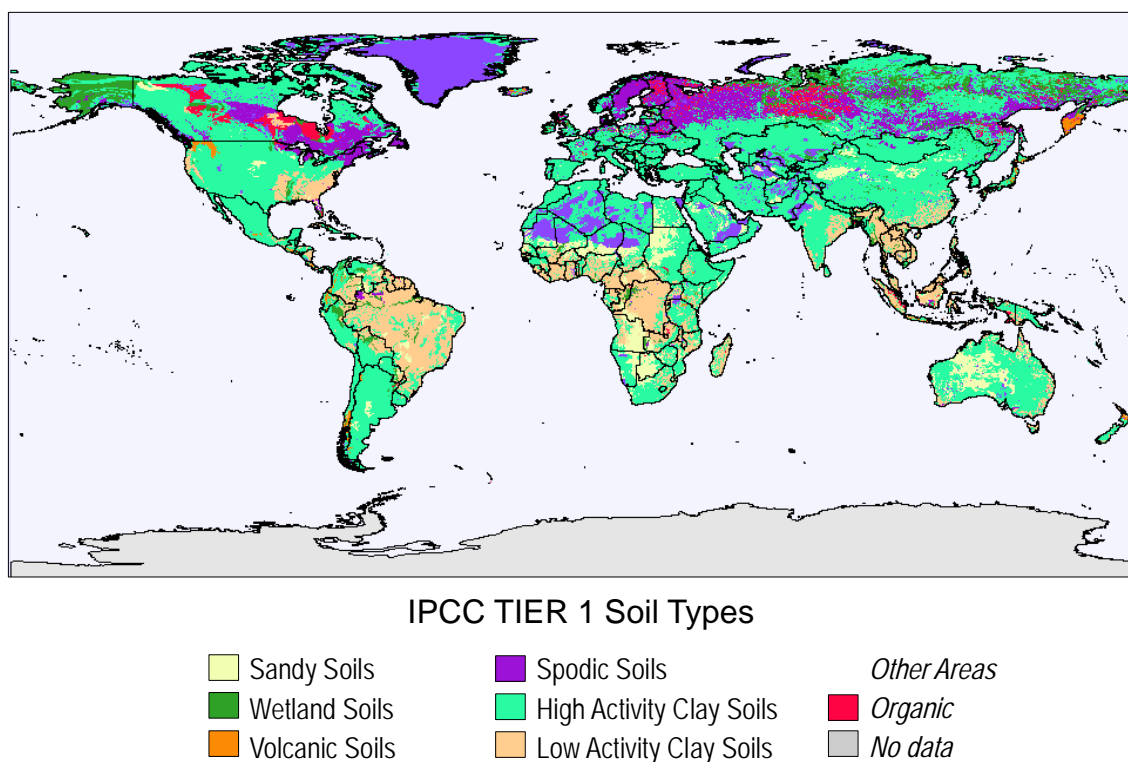 IPCC TIER 1 Soil Types
Sandy Soils
Wetland Soils
Volcanic Soils
Spodic Soils
High Activity Clay Soils
Low Activity Clay Soils
Other Areas
Organic
No data